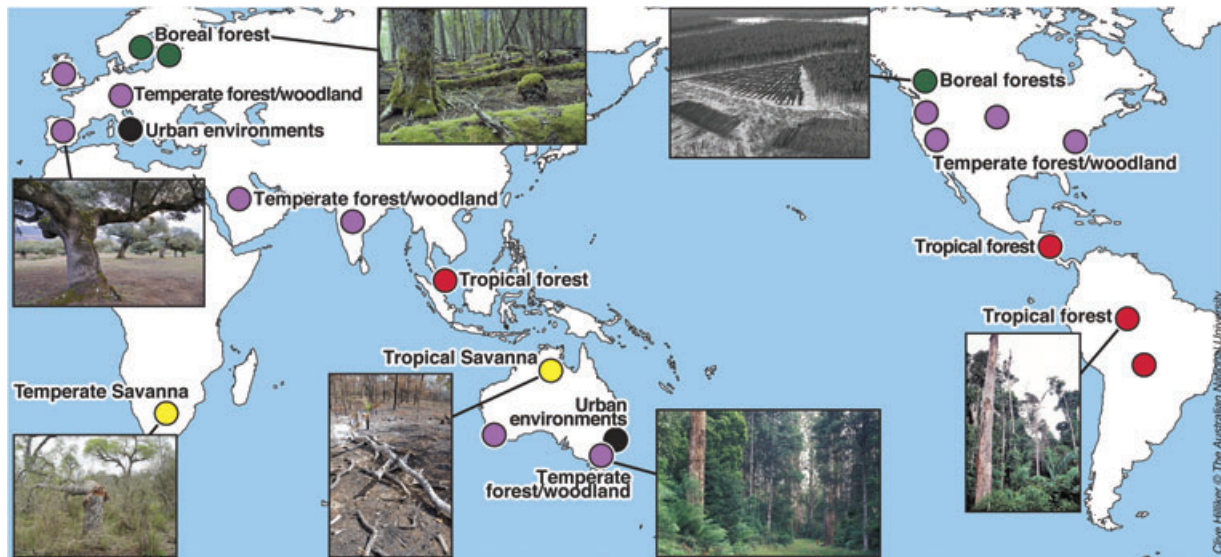 Boreal forest
Temperate forest/woodland
Urban environments
Temperate forest/woodland
Tropical forest
Temperate Savanna
Tropical Savanna
Urban
environments
Temperate
forest/woodland
Boreal forests
Temperate forest/woodland
Tropical forest
Tropical forest
Clive Hilliker © The Australian National University